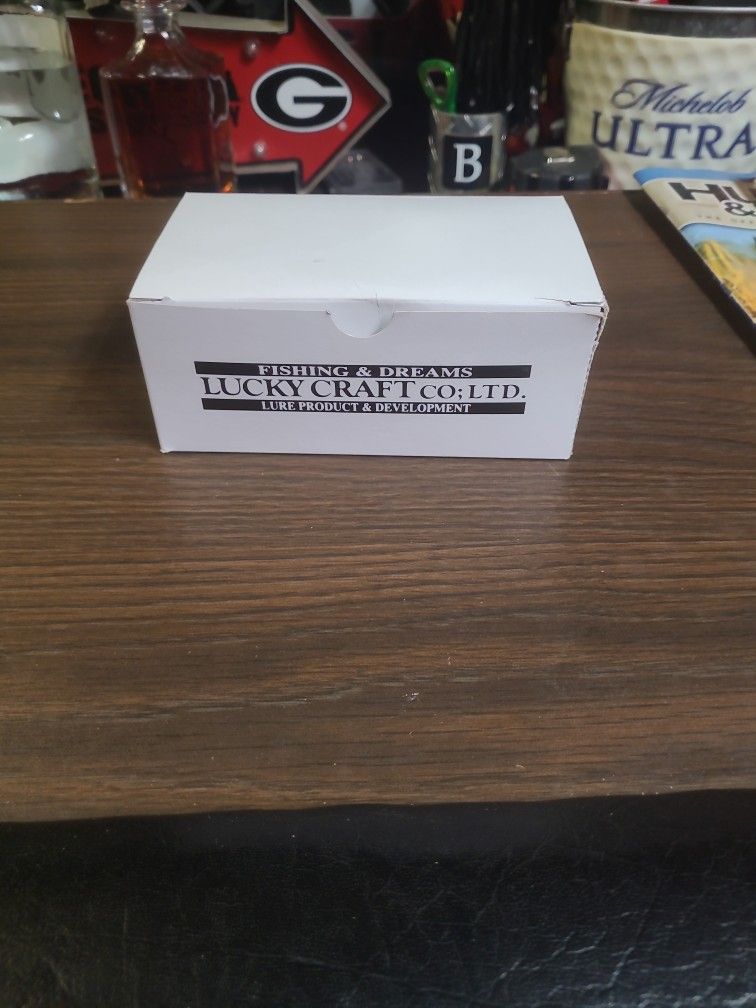 G
B
Michelob
ULTRA
FISHING & DREAMS
LUCKY CRAFT CO; LTD.
LURE PRODUCT & DEVELOPMENT